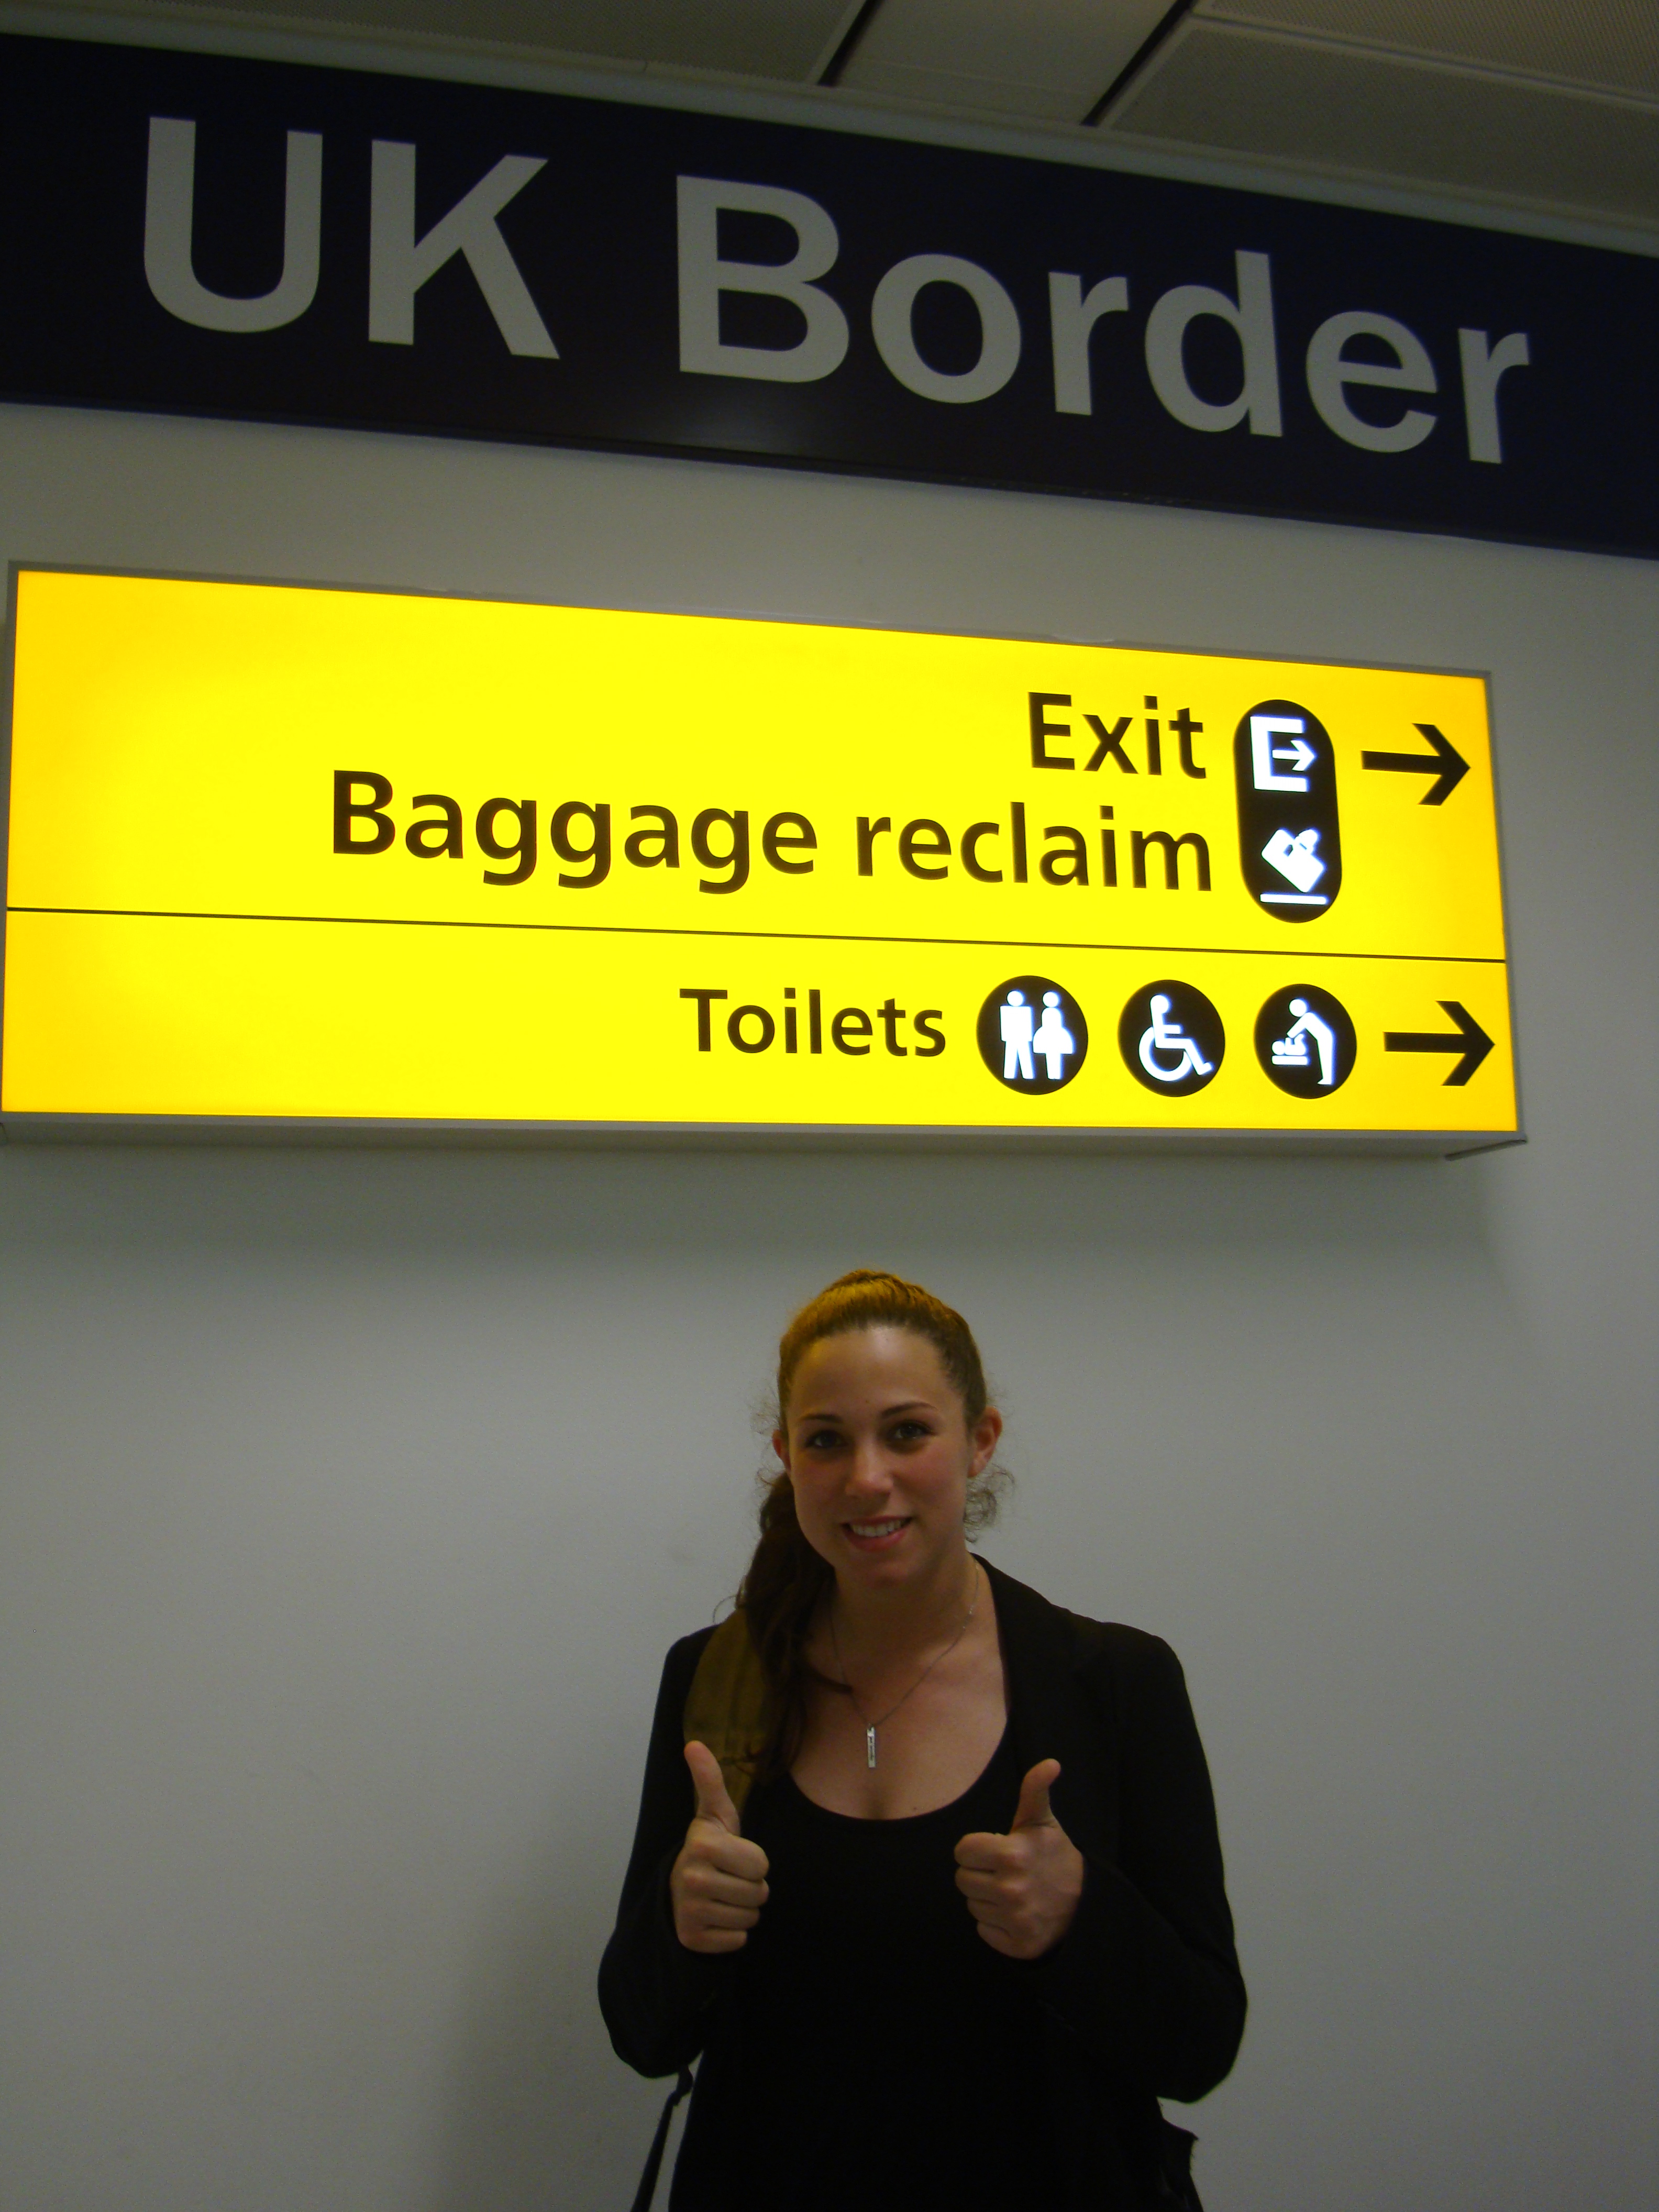 UK Border
Exit
Baggage reclaim
Toilets